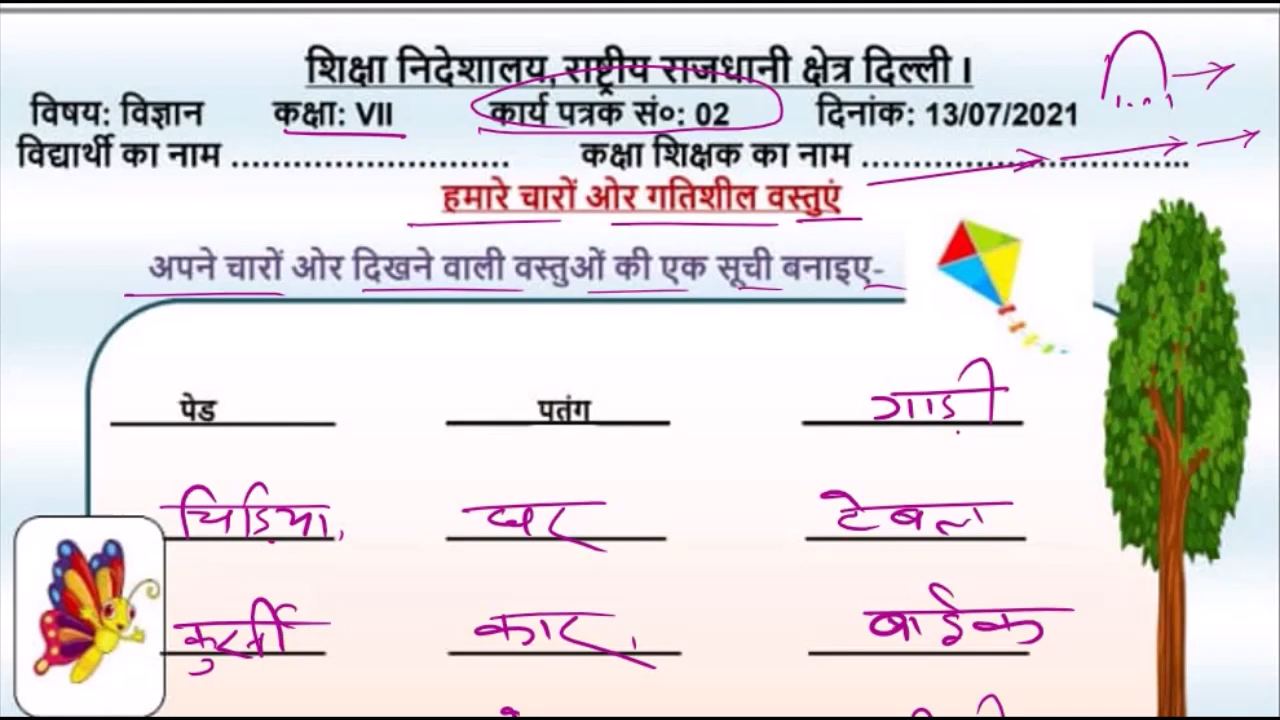 शिक्षा निदेशालय, राष्ट्रीय राजधानी क्षेत्र दिल्ली ।
विषय: विज्ञान कक्षा: VII कार्य पत्रक सं०: 02 दिनांक: 13/07/2021
विद्यार्थी का नाम .......................... कक्षा शिक्षक का नाम ..............................
हमारे चारों ओर गतिशील वस्तुएं
अपने चारों ओर दिखने वाली वस्तुओं की एक सूची बनाइए-
पेड पतंग गाड़ी
चिड़िया, घर टेबल
कुर्सी कार, बाईक